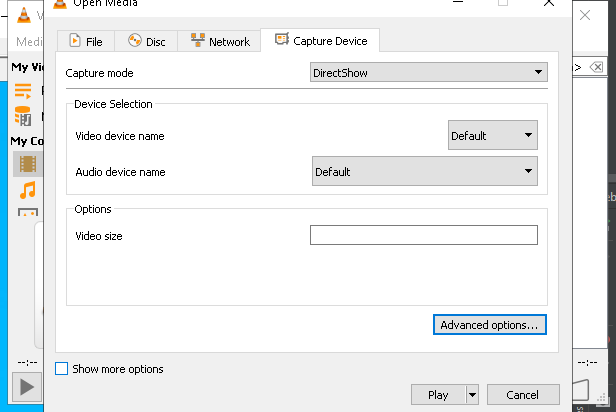 Open Media
Medi
File
Disc
Network
Capture Device
My Vi
Capture mode
DirectShow
Device Selection
Video device name
Default
My Co
Audio device name
Default
Options
Video size
Advanced options...
--:--
Show more options
--:--
Play
Cancel